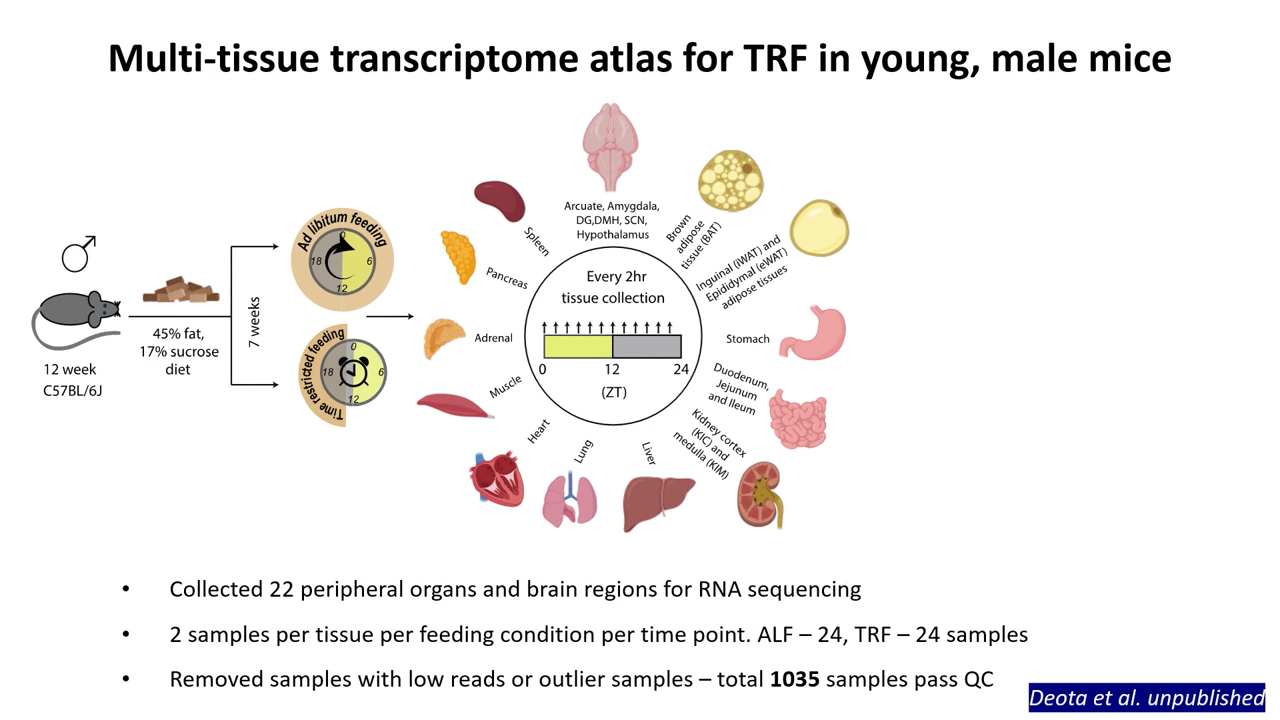 Multi-tissue transcriptome atlas for TRF in young, male mice
12 week
C57BL/6J
45% fat,
17% sucrose
diet
7 weeks
Ad libitum feeding
0
6
12
18
Time restricted feeding
0
6
12
18
Arcuate, Amygdala,
DG,DMH, SCN,
Hypothalamus
Brown
adipose
tissue (BAT)
Inguinal (iWAT) and
Epididymal (eWAT)
adipose tissues
Stomach
Duodenum,
Jejunum
and Ileum
Kidney cortex
(KIC) and
medulla (KIM)
Liver
Lung
Heart
Muscle
Adrenal
Pancreas
Spleen
Every 2hr
tissue collection
0 12 24
(ZT)
• Collected 22 peripheral organs and brain regions for RNA sequencing
• 2 samples per tissue per feeding condition per time point. ALF – 24, TRF – 24 samples
• Removed samples with low reads or outlier samples – total 1035 samples pass QC
Deota et al. unpublished